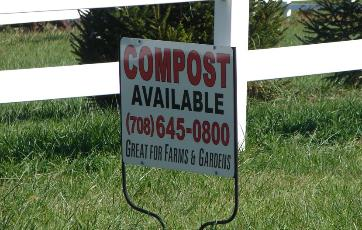 COMPOST
AVAILABLE
(708) 645-0800
GREAT FOR FARMS & GARDENS